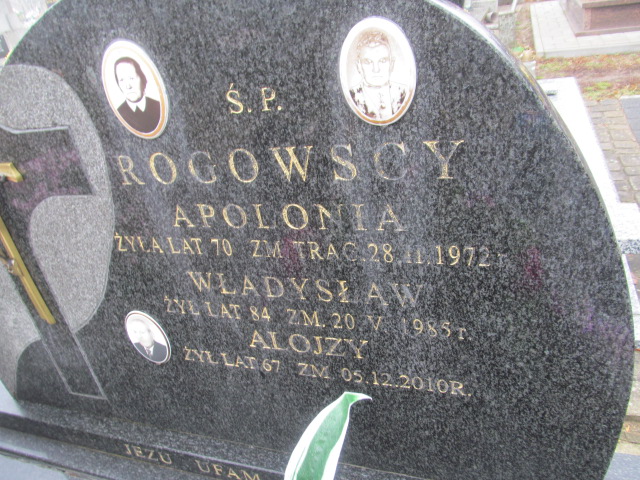 Ś. P.
ROGOWSCY
APOLONIA
ŻYŁA LAT 70 ZM TRAG. 28.II.1972 r.
WŁADYSŁAW
ŻYŁ LAT 84 ZM. 20 V 1985 r.
ALOJZY
ŻYŁ LAT 67 ZM 05.12.2010R.
JEZU UFAM